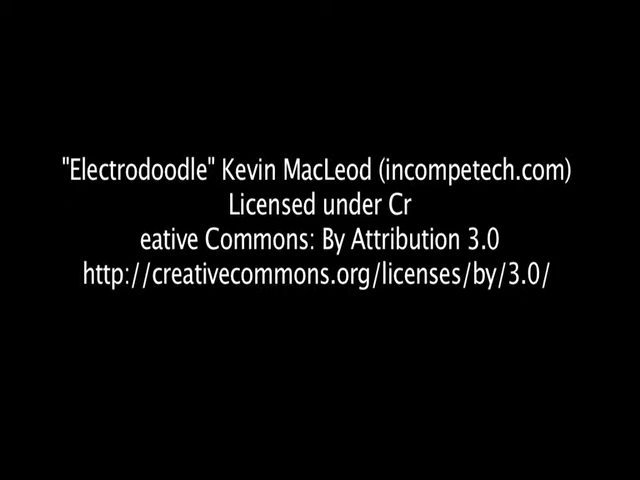 "Electrodoodle" Kevin MacLeod (incompetech.com)
Licensed under Cr
eative Commons: By Attribution 3.0
http://creativecommons.org/licenses/by/3.0/